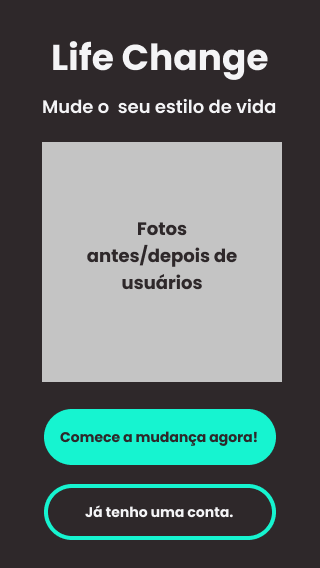 Life Change
Mude o  seu estilo de vida
Fotos
antes/depois de
usuários
Comece a mudança agora!
Já tenho uma conta.